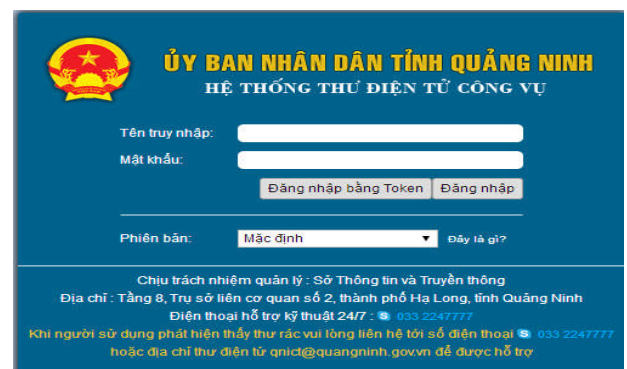 ỦY BAN NHÂN DÂN TỈNH QUẢNG NINH
HỆ THỐNG THƯ ĐIỆN TỬ CÔNG VỤ
Tên truy nhập:
Mật khẩu:
Đăng nhập bằng Token Đăng nhập
Phiên bản: Mặc định Đây là gì?
Chịu trách nhiệm quản lý : Sở Thông tin và Truyền thông
Địa chỉ : Tầng 8, Trụ sở liên cơ quan số 2, thành phố Hạ Long, tỉnh Quảng Ninh
Điện thoại hỗ trợ kỹ thuật 24/7 : 033 2247777
Khi người sử dụng phát hiện thấy thư rác vui lòng liên hệ tới số điện thoại 033 2247777
hoặc địa chỉ thư điện tử qnict@quangninh.gov.vn để được hỗ trợ